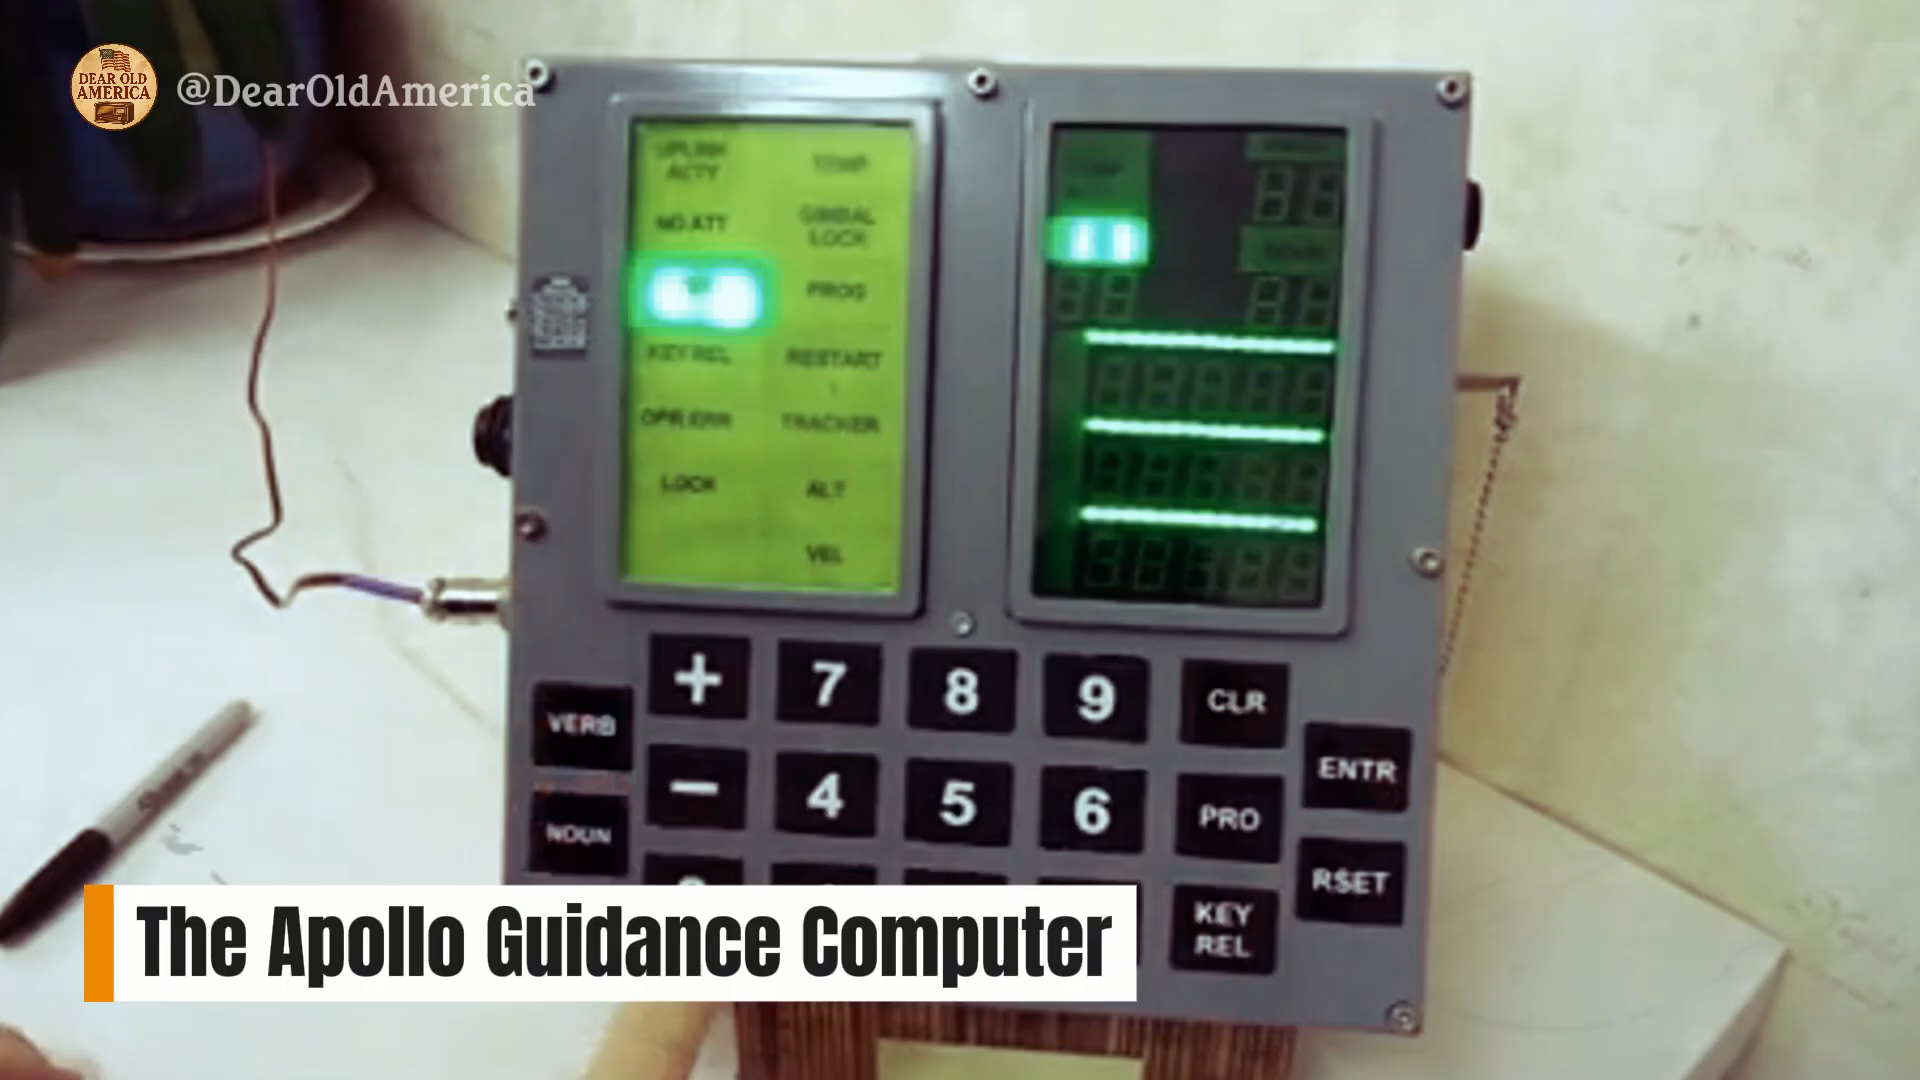 DEAR OLD
AMERICA
@DearOldAmerica
UPLINK
ACTY
TEMP
NO ATT
GIMBAL
LOCK
PROG
KEY REL
RESTART
OPR ERR
TRACKER
LOCK
ALT
VEL
+
7
8
9
CLR
VERB
ENTR
-
4
5
6
PRO
NOUN
RSET
KEY
REL
The Apollo Guidance Computer